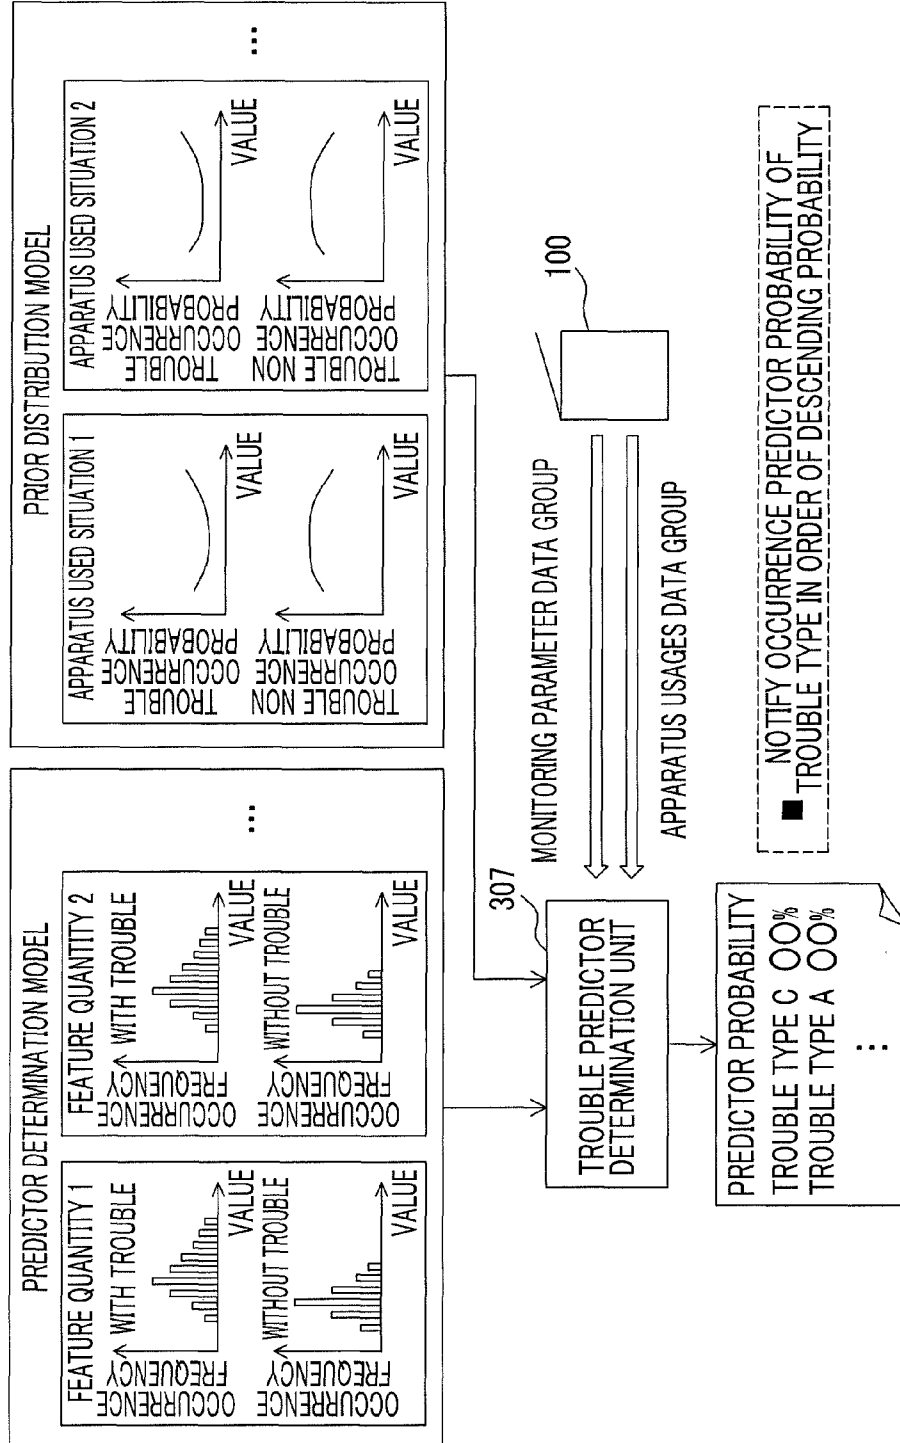 PREDICTOR DETERMINATION MODEL
FEATURE QUANTITY 1
OCCURRENCE
FREQUENCY
WITH TROUBLE
VALUE
OCCURRENCE
FREQUENCY
WITHOUT TROUBLE
VALUE
FEATURE QUANTITY 2
OCCURRENCE
FREQUENCY
WITH TROUBLE
VALUE
OCCURRENCE
FREQUENCY
WITHOUT TROUBLE
VALUE
...
PRIOR DISTRIBUTION MODEL
APPARATUS USED SITUATION 1
TROUBLE
OCCURRENCE
PROBABILITY
VALUE
TROUBLE NON
OCCURRENCE
PROBABILITY
VALUE
APPARATUS USED SITUATION 2
TROUBLE
OCCURRENCE
PROBABILITY
VALUE
TROUBLE NON
OCCURRENCE
PROBABILITY
VALUE
...
307
TROUBLE PREDICTOR
DETERMINATION UNIT
MONITORING PARAMETER DATA GROUP
APPARATUS USAGES DATA GROUP
100
PREDICTOR PROBABILITY
TROUBLE TYPE C ○○%
TROUBLE TYPE A ○○%
⋮
■ NOTIFY OCCURRENCE PREDICTOR PROBABILITY OF
TROUBLE TYPE IN ORDER OF DESCENDING PROBABILITY